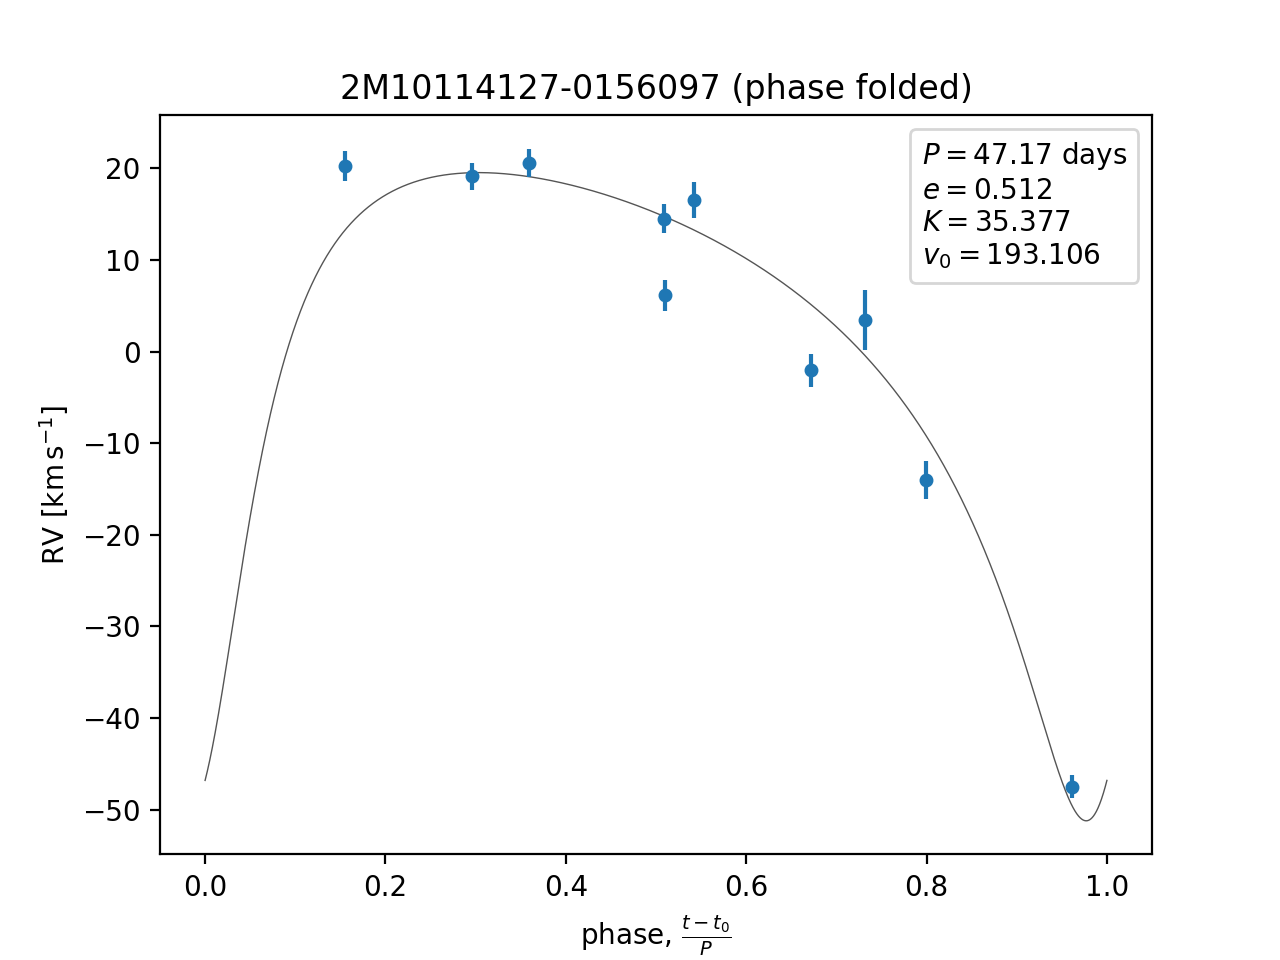 2M10114127-0156097 (phase folded)
P = 47.17 days
e = 0.512
K = 35.377
v₀ = 193.106
RV [km s⁻¹]
20
10
0
−10
−20
−30
−40
−50
0.0 0.2 0.4 0.6 0.8 1.0
phase, (t − t₀)/P